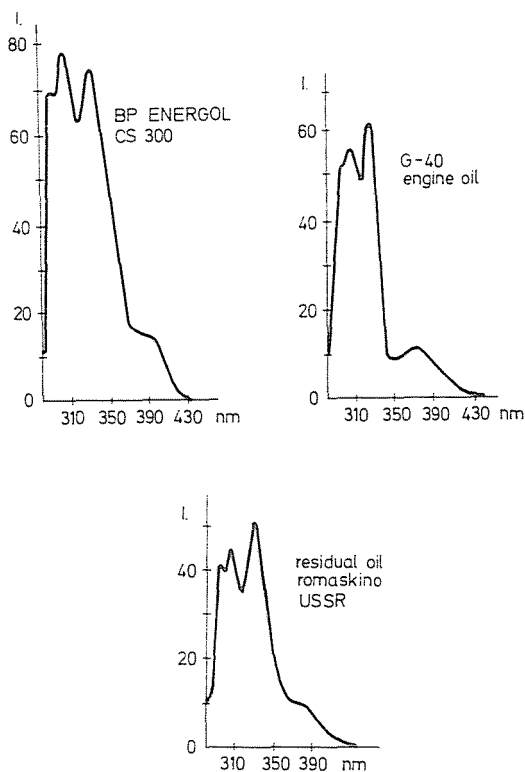 I.
80
60
40
20
0
310 350 390 430 nm
BP ENERGOL
CS 300
I.
60
40
20
0
310 350 390 430 nm
G-40
engine oil
I.
40
20
0
310 350 390 nm
residual oil
romaskino
USSR